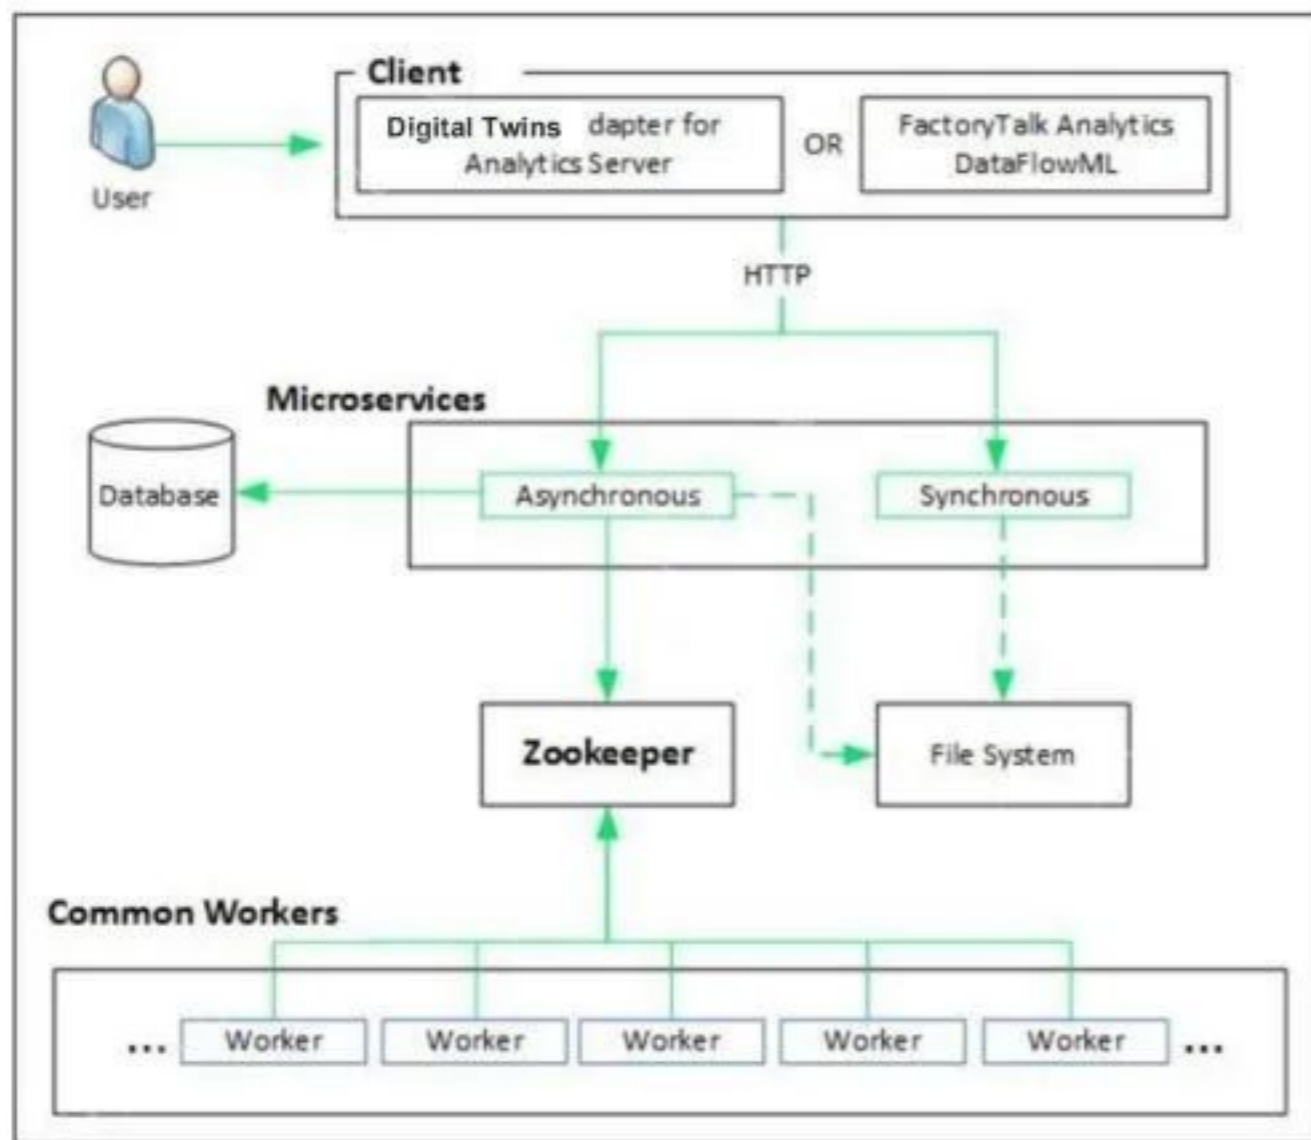 Client
Digital Twins dapter for
Analytics Server
OR
FactoryTalk Analytics
DataFlowML
User
HTTP
Microservices
Database
Asynchronous
Synchronous
Zookeeper
File System
Common Workers
... Worker Worker Worker Worker Worker ...